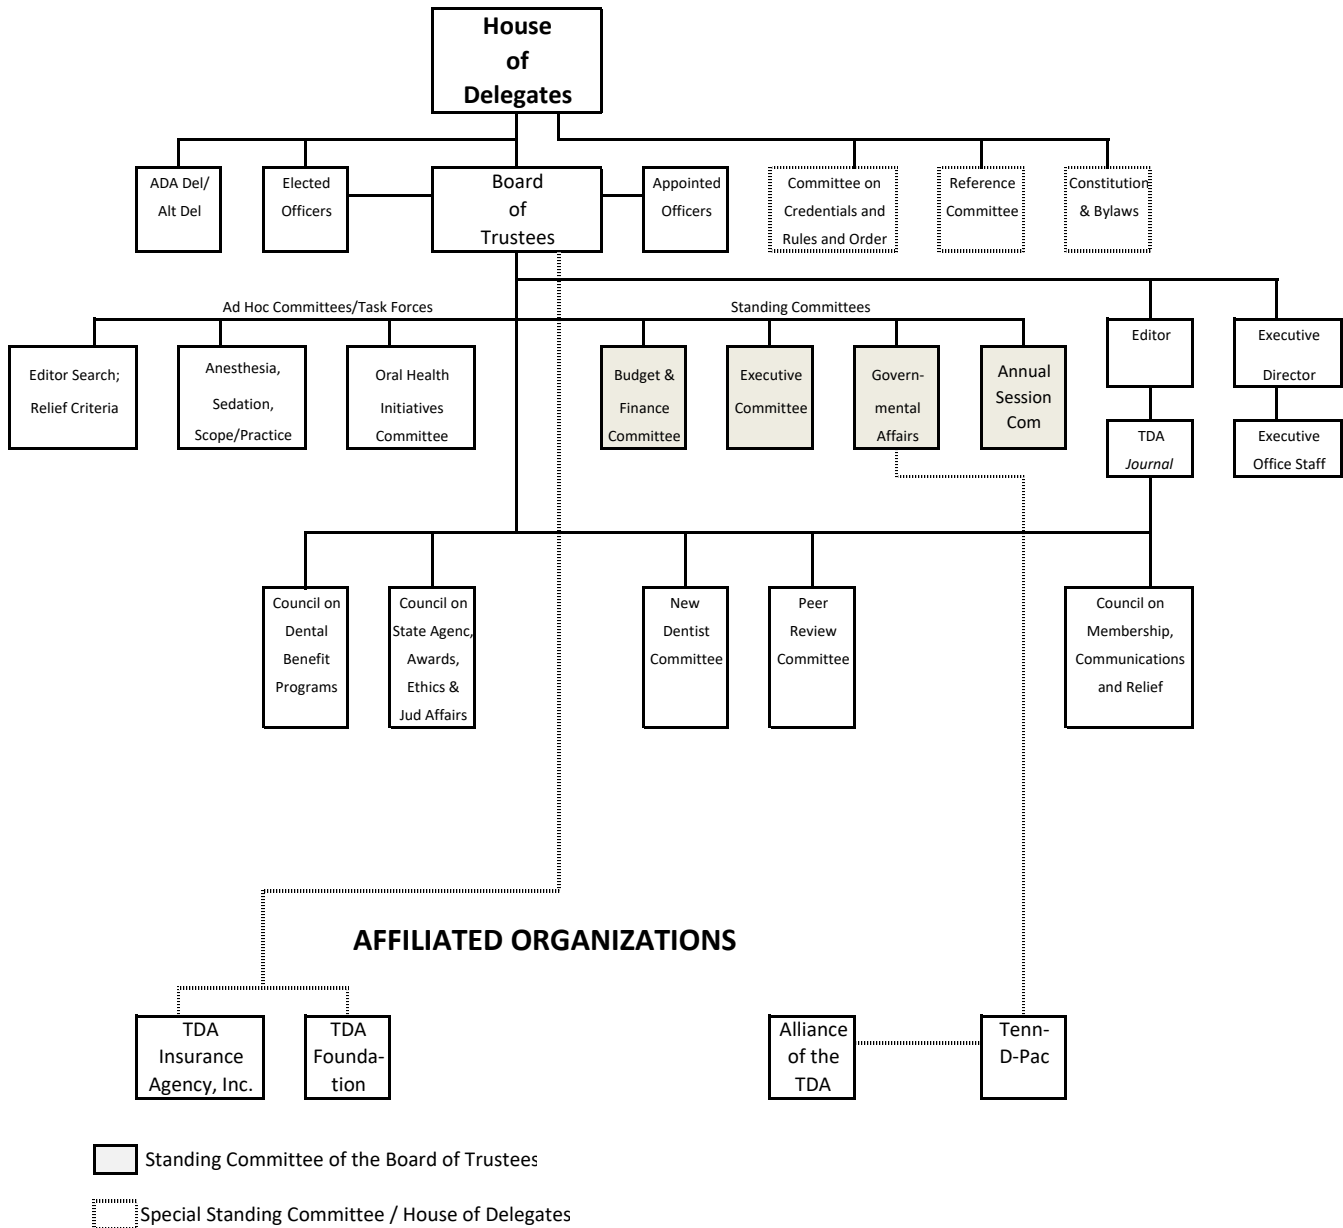 House
of
Delegates
ADA Del/
Alt Del
Elected
Officers
Board
of
Trustees
Appointed
Officers
Committee on
Credentials and
Rules and Order
Reference
Committee
Constitution
& Bylaws
Ad Hoc Committees/Task Forces
Standing Committees
Editor Search;
Relief Criteria
Anesthesia,
Sedation,
Scope/Practice
Oral Health
Initiatives
Committee
Budget &
Finance
Committee
Executive
Committee
Govern-
mental
Affairs
Annual
Session
Com
Editor
Executive
Director
TDA
Journal
Executive
Office Staff
Council on
Dental
Benefit
Programs
Council on
State Agenc,
Awards,
Ethics &
Jud Affairs
New
Dentist
Committee
Peer
Review
Committee
Council on
Membership,
Communications
and Relief
AFFILIATED ORGANIZATIONS
TDA
Insurance
Agency, Inc.
TDA
Founda-
tion
Alliance
of the
TDA
Tenn-
D-Pac
Standing Committee of the Board of Trustees
Special Standing Committee / House of Delegates